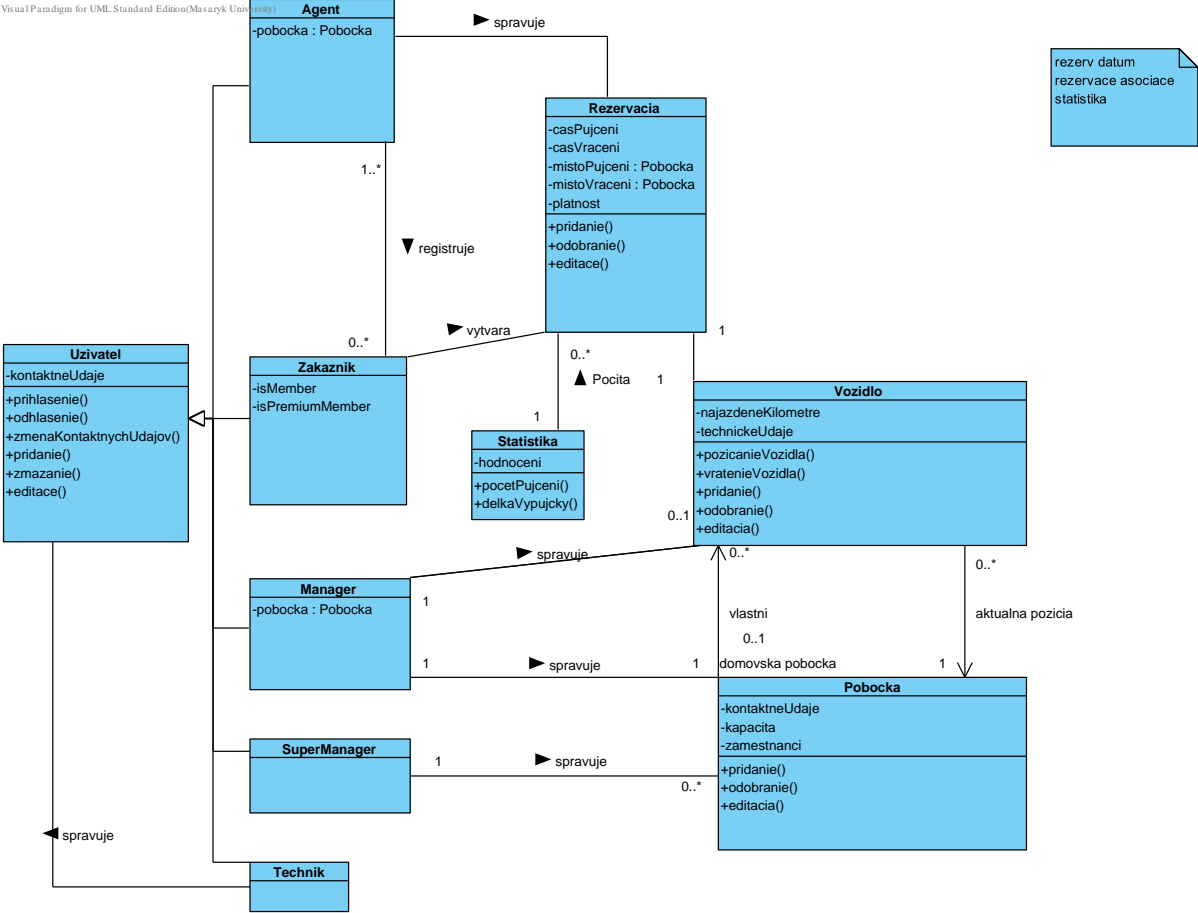 Visual Paradigm for UML Standard Edition(Masaryk University)
Agent
-pobocka : Pobocka
spravuje
rezerv datum
rezervace asociace
statistika
Rezervacia
-casPujceni
-casVraceni
-mistoPujceni : Pobocka
-mistoVraceni : Pobocka
-platnost
+pridanie()
+odobranie()
+editace()
1..*
registruje
0..*
vytvara
1
0..*
Pocita
1
1
Uzivatel
-kontaktneUdaje
+prihlasenie()
+odhlasenie()
+zmenaKontaktnychUdajov()
+pridanie()
+zmazanie()
+editace()
Zakaznik
-isMember
-isPremiumMember
Statistika
-hodnoceni
+pocetPujceni()
+delkaVypujcky()
Vozidlo
-najazdeneKilometre
-technickeUdaje
+pozicanieVozidla()
+vratenieVozidla()
+pridanie()
+odobranie()
+editacia()
0..1
spravuje
0..*
0..*
Manager
-pobocka : Pobocka
1
vlastni
aktualna pozicia
0..1
1
spravuje
1
domovska pobocka
1
Pobocka
-kontaktneUdaje
-kapacita
-zamestnanci
+pridanie()
+odobranie()
+editacia()
SuperManager
1
spravuje
0..*
spravuje
Technik